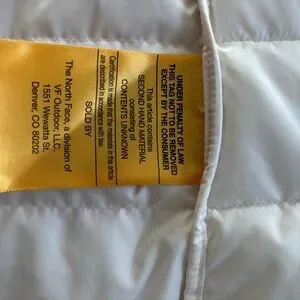 UNDER PENALTY OF LAW
THIS TAG NOT TO BE REMOVED
EXCEPT BY THE CONSUMER
This article contains
SECOND HAND MATERIAL
consisting of
CONTENTS UNKNOWN
Certification is made that the materials in this article
are described in accordance with law.
SOLD BY
The North Face, a division of
VF Outdoor, LLC
1551 Wewatta St.
Denver, CO 80202